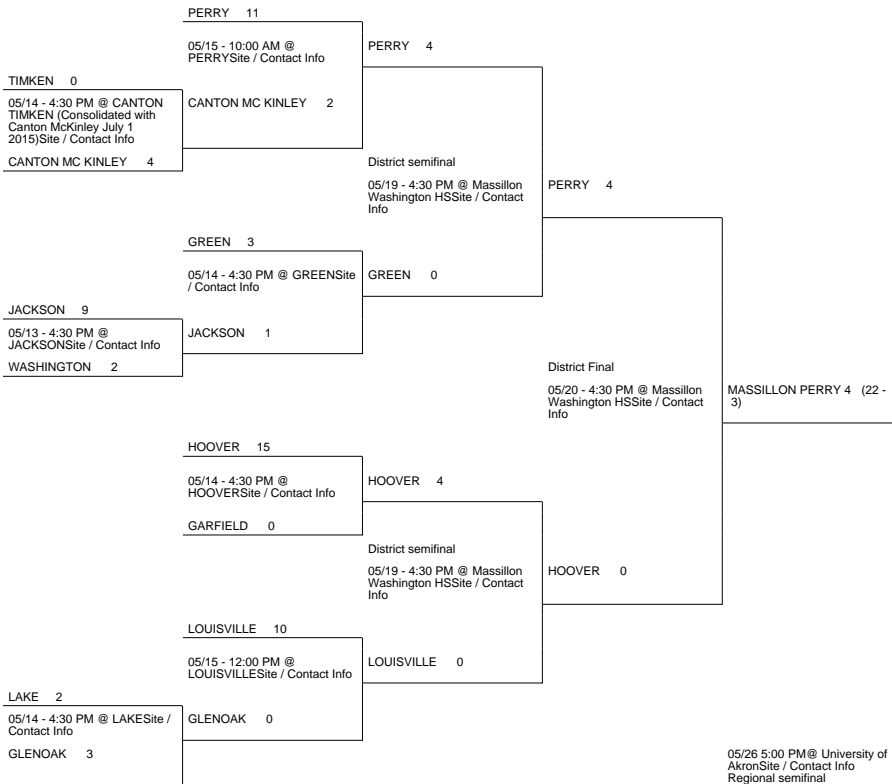 PERRY 11
05/15 - 10:00 AM @
PERRYSite / Contact Info
PERRY 4
TIMKEN 0
05/14 - 4:30 PM @ CANTON
TIMKEN (Consolidated with
Canton McKinley July 1
2015)Site / Contact Info
CANTON MC KINLEY 2
CANTON MC KINLEY 4
District semifinal
05/19 - 4:30 PM @ Massillon
Washington HSSite / Contact
Info
PERRY 4
GREEN 3
05/14 - 4:30 PM @ GREENSite
/ Contact Info
GREEN 0
JACKSON 9
05/13 - 4:30 PM @
JACKSONSite / Contact Info
JACKSON 1
WASHINGTON 2
District Final
05/20 - 4:30 PM @ Massillon
Washington HSSite / Contact
Info
MASSILLON PERRY 4 (22 -
3)
HOOVER 15
05/14 - 4:30 PM @
HOOVERSite / Contact Info
HOOVER 4
GARFIELD 0
District semifinal
05/19 - 4:30 PM @ Massillon
Washington HSSite / Contact
Info
HOOVER 0
LOUISVILLE 10
05/15 - 12:00 PM @
LOUISVILLESite / Contact Info
LOUISVILLE 0
LAKE 2
05/14 - 4:30 PM @ LAKESite /
Contact Info
GLENOAK 0
GLENOAK 3
05/26 5:00 PM@ University of
AkronSite / Contact Info
Regional semifinal